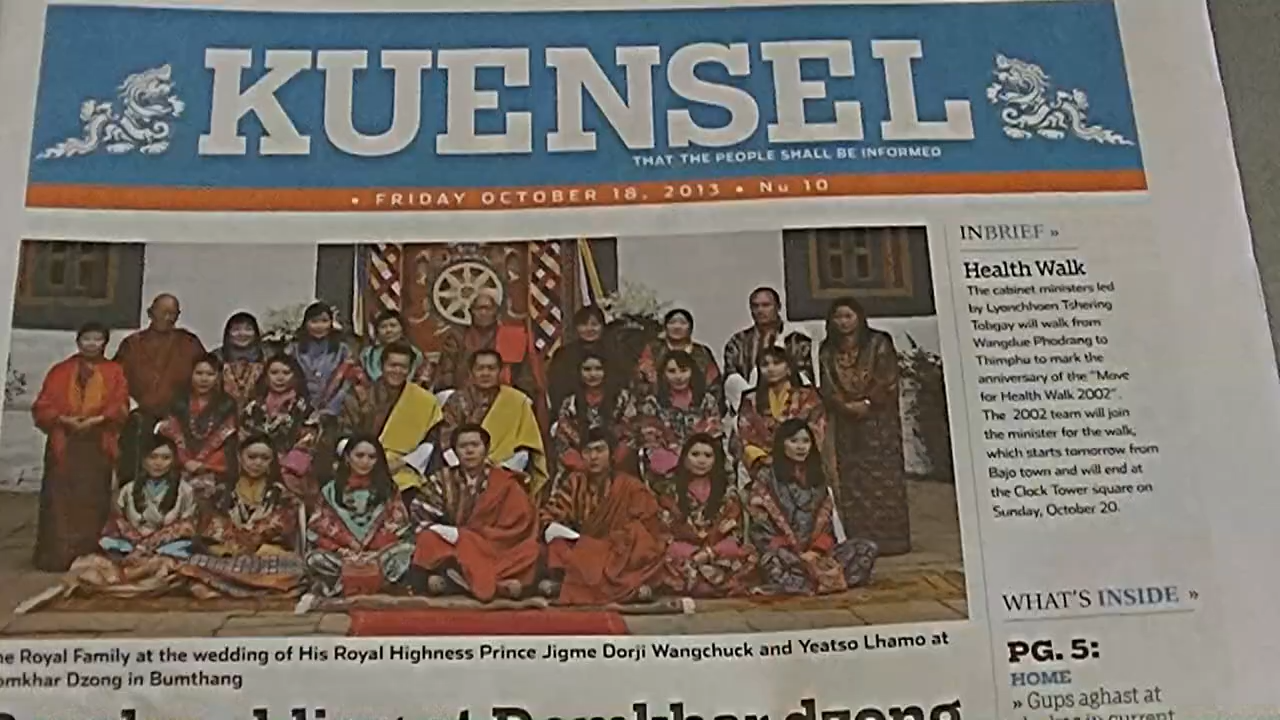 KUENSEL
THAT THE PEOPLE SHALL BE INFORMED
• FRIDAY OCTOBER 18, 2013 • Nu 10
INBRIEF »
Health Walk
The cabinet ministers led
by Lyonchhoen Tshering
Tobgay will walk from
Wangdue Phodrang to
Thimphu to mark the
anniversary of the "Move
for Health Walk 2002".
The 2002 team will join
the minister for the walk,
which starts tomorrow from
Bajo town and will end at
the Clock Tower square on
Sunday, October 20.
WHAT'S INSIDE »
PG. 5:
HOME
» Gups aghast at
in current
Royal Family at the wedding of His Royal Highness Prince Jigme Dorji Wangchuck and Yeatso Lhamo at
Dzong in Bumthang
dzong